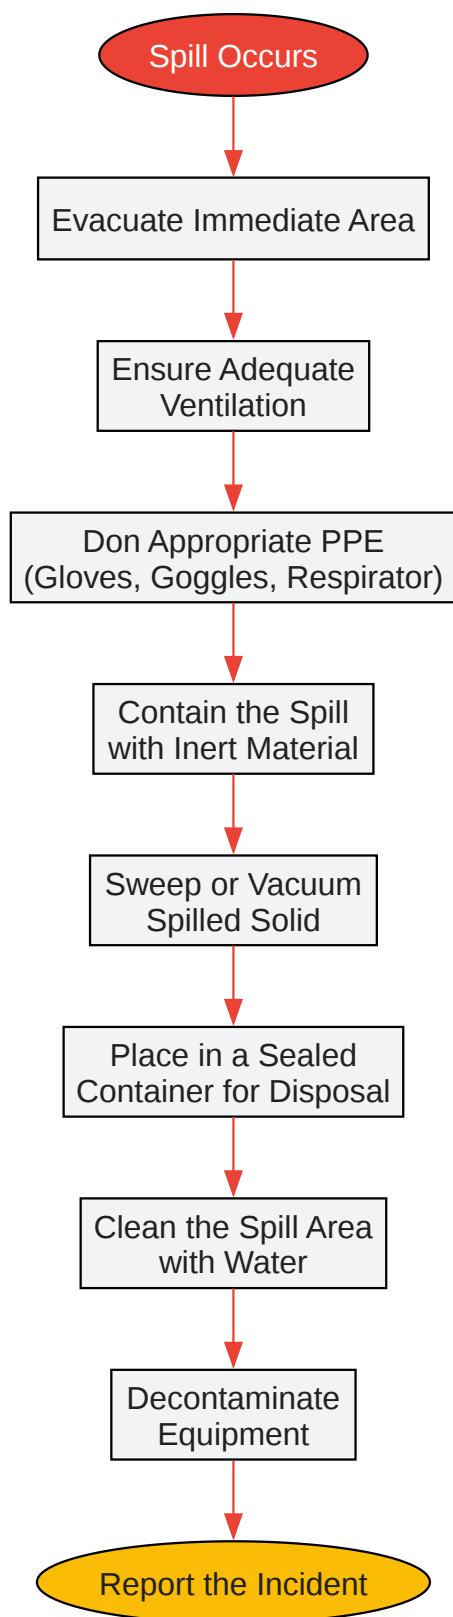 Spill Occurs
Evacuate Immediate Area
Ensure Adequate
Ventilation
Don Appropriate PPE
(Gloves, Goggles, Respirator)
Contain the Spill
with Inert Material
Sweep or Vacuum
Spilled Solid
Place in a Sealed
Container for Disposal
Clean the Spill Area
with Water
Decontaminate
Equipment
Report the Incident